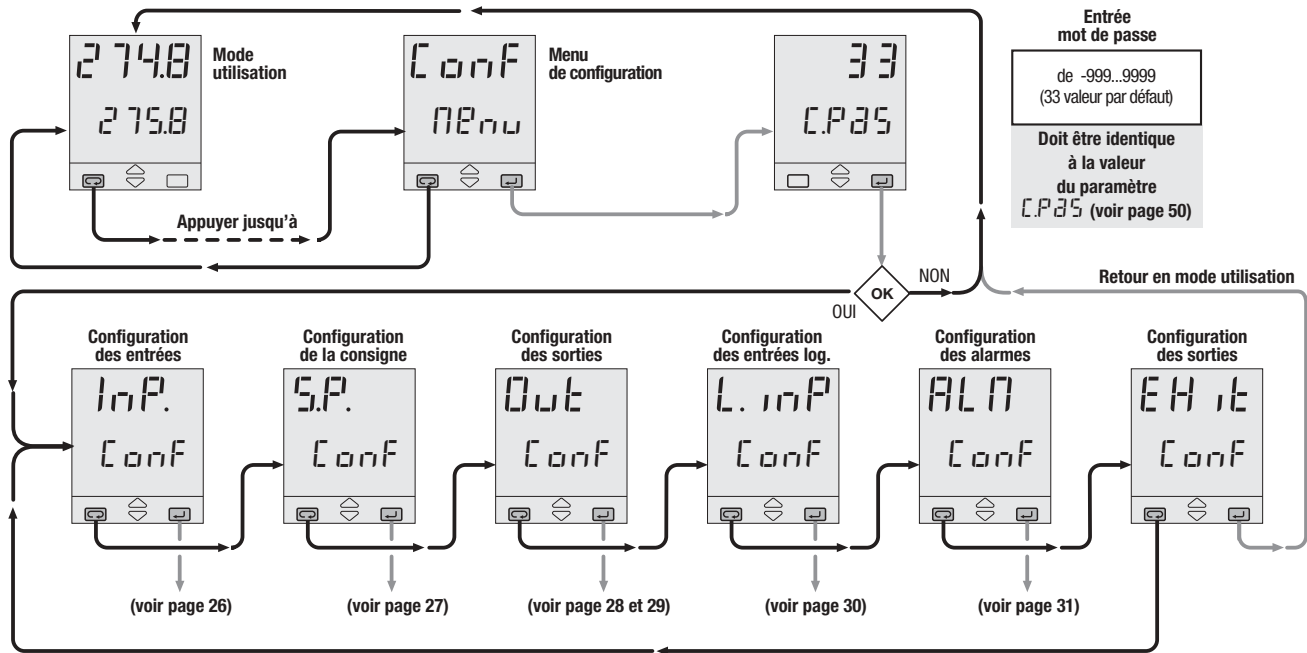 274.8
275.8
Mode
utilisation
Conf
Menu
Menu
de configuration
33
C.PaS
Entrée
mot de passe
de -999...9999
(33 valeur par défaut)
Doit être identique
à la valeur
du paramètre
C.PaS (voir page 50)
Appuyer jusqu'à
OK
NON
OUI
Retour en mode utilisation
Configuration
des entrées
InP.
Conf
(voir page 26)
Configuration
de la consigne
S.P.
Conf
(voir page 27)
Configuration
des sorties
Out
Conf
(voir page 28 et 29)
Configuration
des entrées log.
L. inP
Conf
(voir page 30)
Configuration
des alarmes
ALM
Conf
(voir page 31)
Configuration
des sorties
EHit
Conf